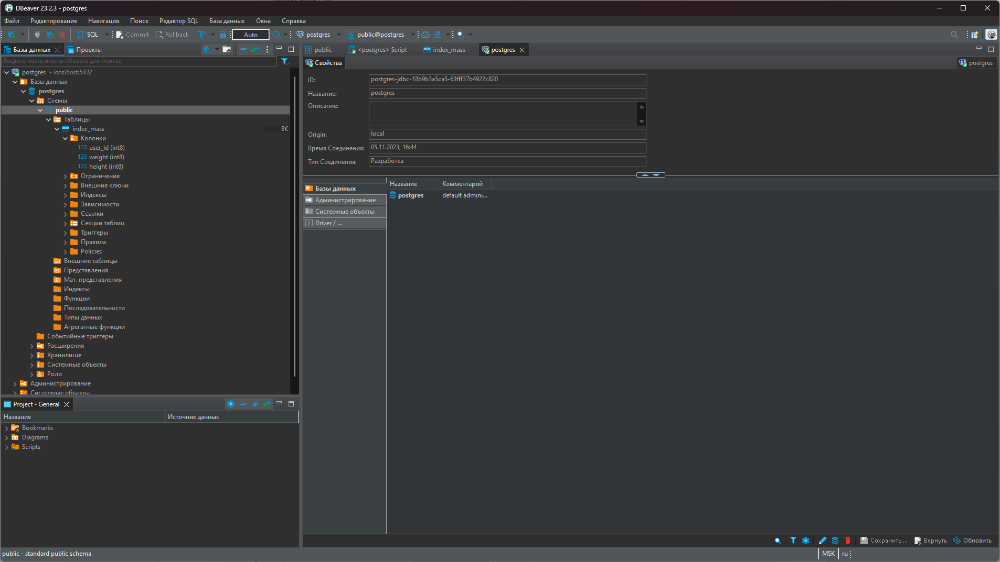 DBeaver 23.2.3 - postgres
Файл Редактирование Навигация Поиск Редактор SQL База данных Окна Справка
SQL Commit Rollback Auto postgres public@postgres
Базы данных Проекты
Введите часть имени объекта для поиска
postgres - localhost:5432
Базы данных
postgres
Схемы
public
Таблицы
index_mass 8K
Колонки
123 user_id (int8)
123 weight (int8)
123 height (int8)
Ограничения
Внешние ключи
Индексы
Зависимости
Ссылки
Секции таблиц
Триггеры
Правила
Policies
Внешние таблицы
Представления
Мат. представления
Индексы
Функции
Последовательности
Типы данных
Агрегатные функции
Событийные триггеры
Расширения
Хранилище
Системные объекты
Роли
Администрирование
Системные объекты
Project - General
Название Источник данных
Bookmarks
Diagrams
Scripts
public <postgres> Script index_mass postgres
Свойства postgres
ID: postgres-jdbc-18b9b3a5ca5-63fff37b4922c820
Название: postgres
Описание:
Origin: local
Время Соединения: 05.11.2023, 16:44
Тип Соединения: Разработка
Базы данных
Администрирование
Системные объекты
Driver / ...
Название Комментарий
postgres default admini...
Сохранить ... Вернуть Обновить
public - standard public schema MSK ru